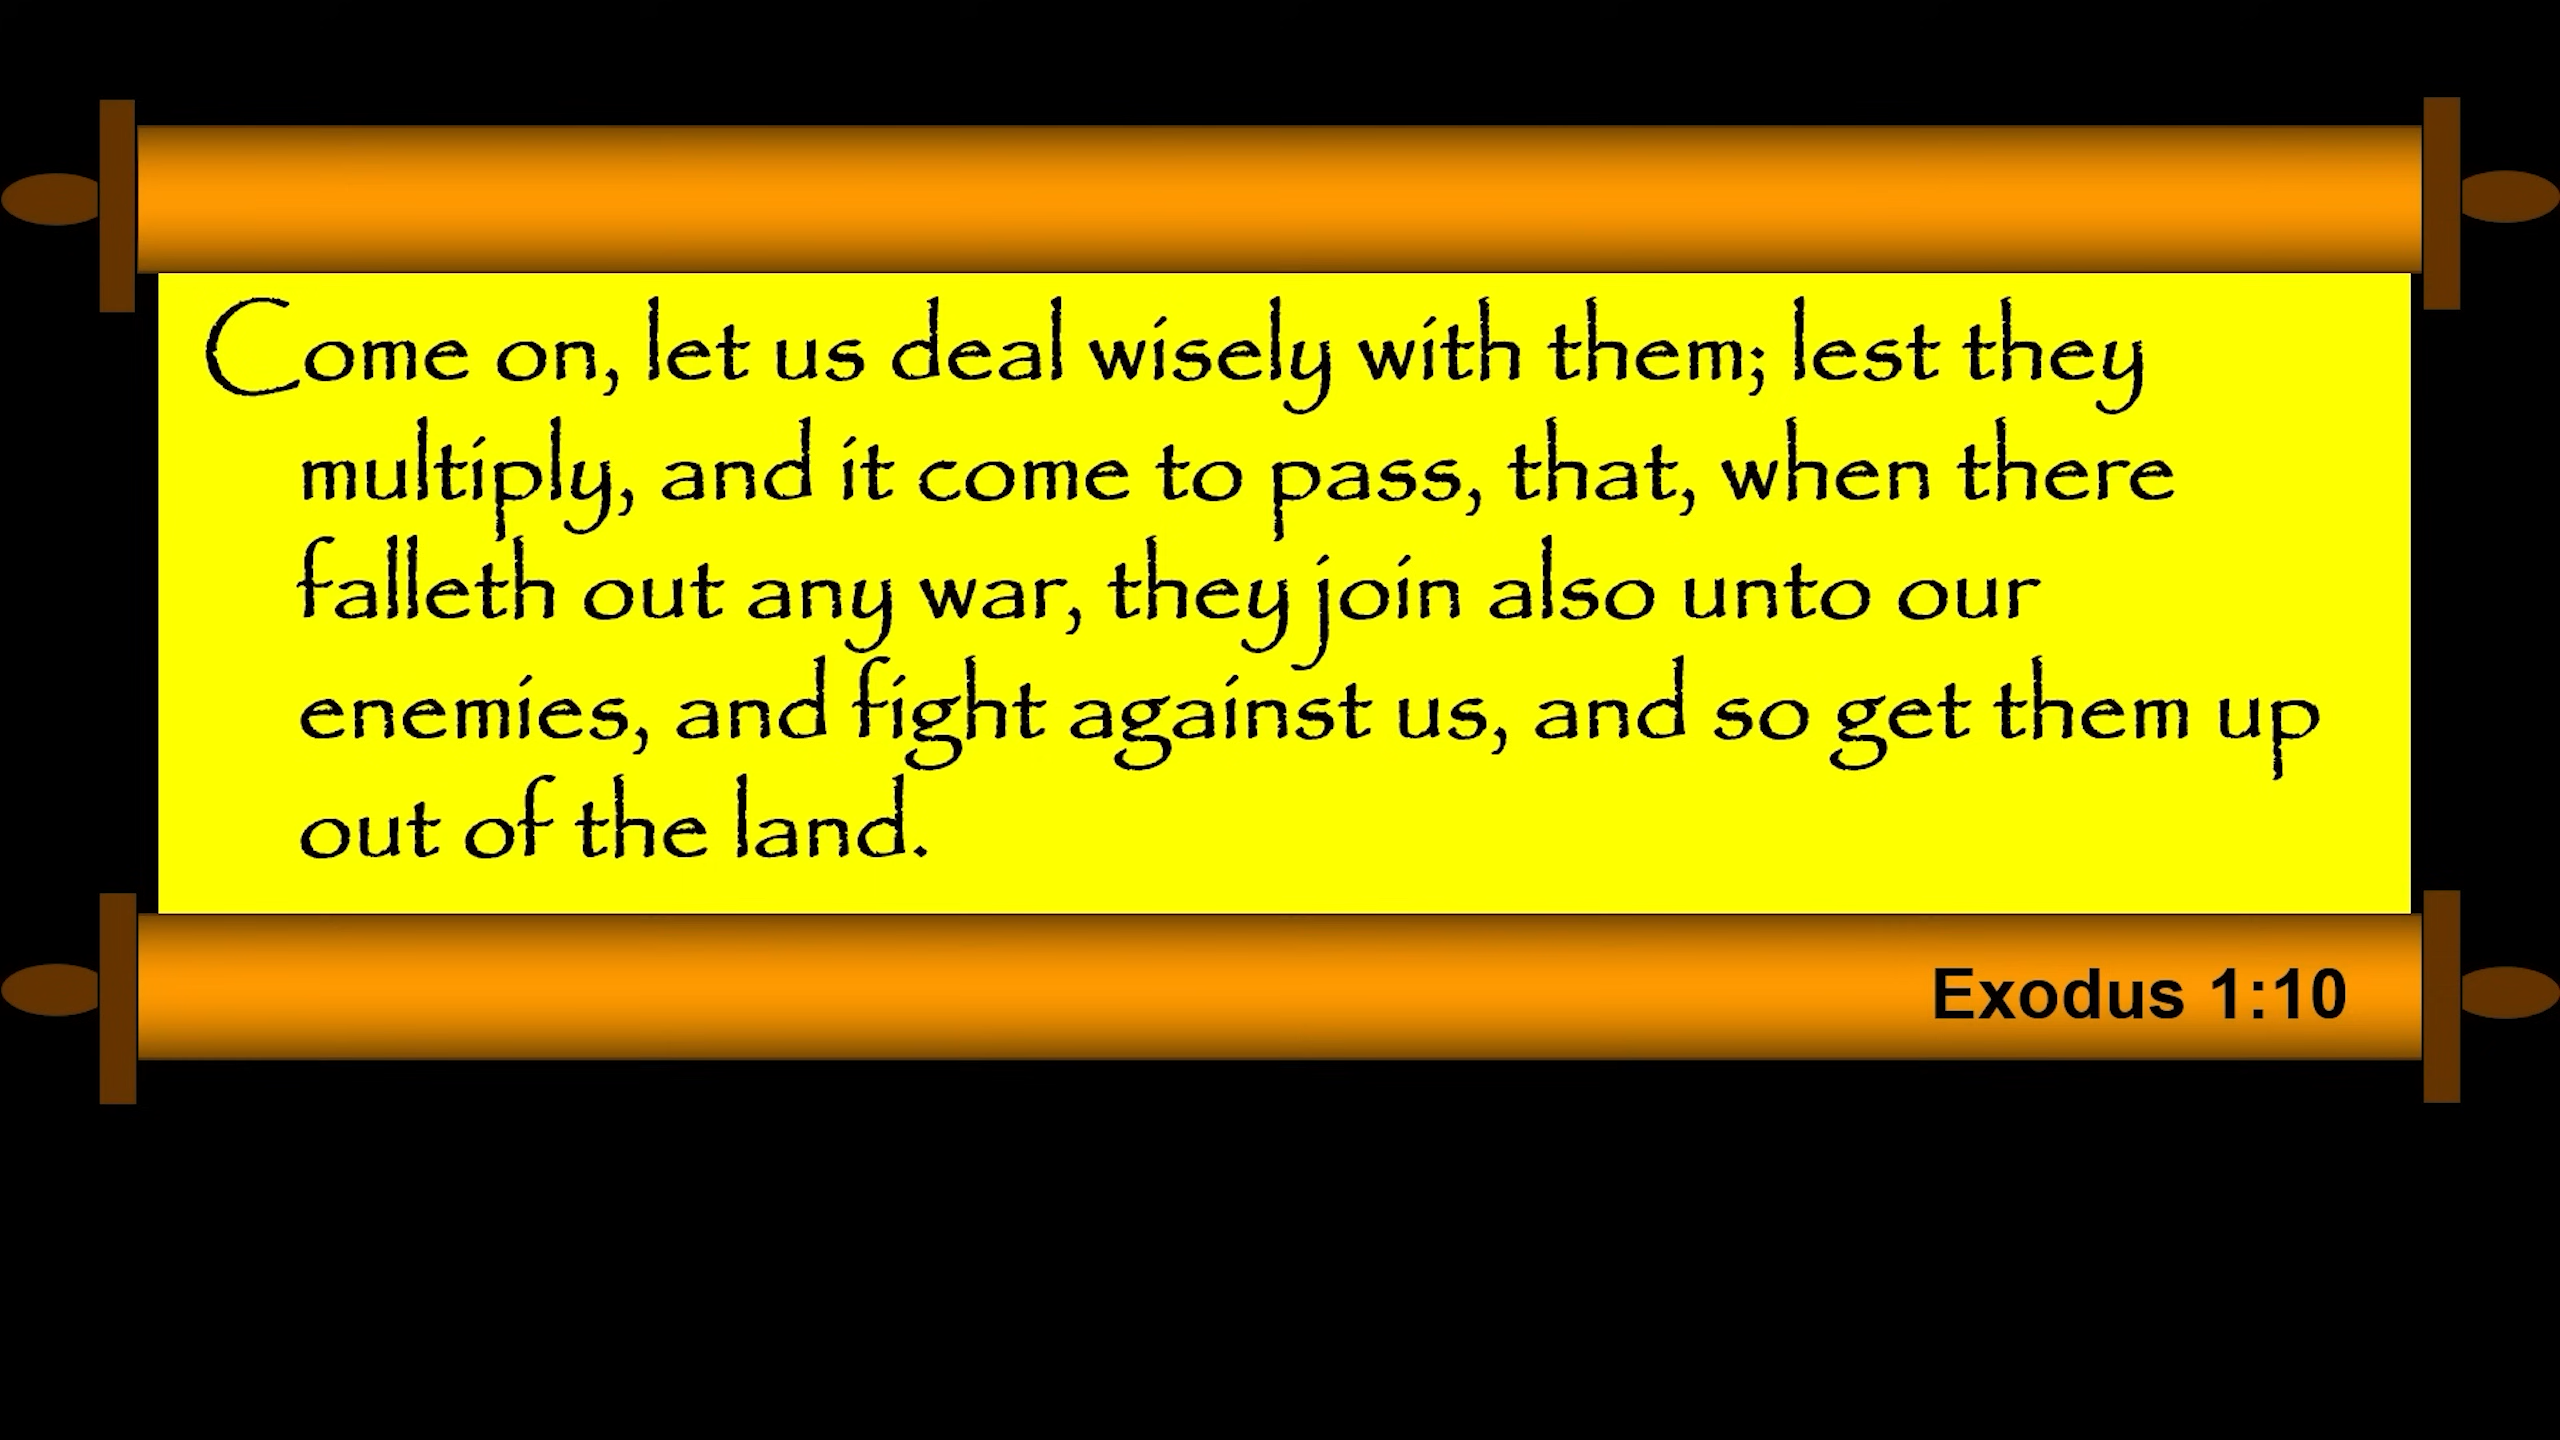 Come on, let us deal wisely with them; lest they
multiply, and it come to pass, that, when there
falleth out any war, they join also unto our
enemies, and fight against us, and so get them up
out of the land.
Exodus 1:10